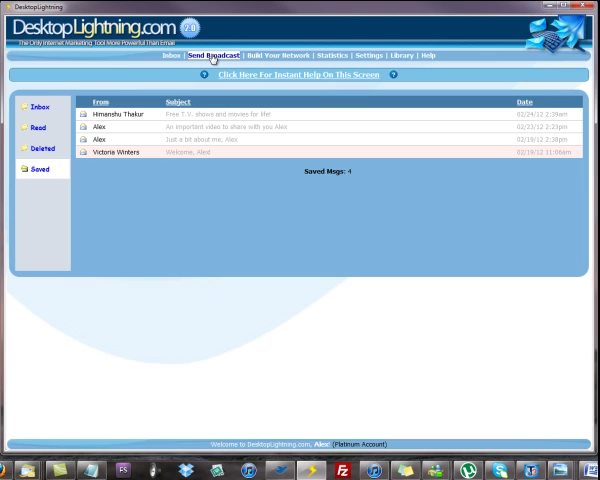 DesktopLightning
DesktopLightning.com 2.0
The Only Internet Marketing Tool More Powerful Than Email
Inbox | Send Broadcast | Build Your Network | Statistics | Settings | Library | Help
? Click Here For Instant Help On This Screen ?
Inbox
Read
Deleted
Saved
From Subject Date
Himanshu Thakur Free T.V. shows and movies for life! 02/24/12 2:39am
Alex An important video to share with you Alex 02/23/12 2:23pm
Alex Just a bit about me, Alex 02/19/12 2:38pm
Victoria Winters Welcome, Alex! 02/19/12 11:06am
Saved Msgs: 4
Welcome to DesktopLightning.com, Alex! (Platinum Account)
ES
Fz